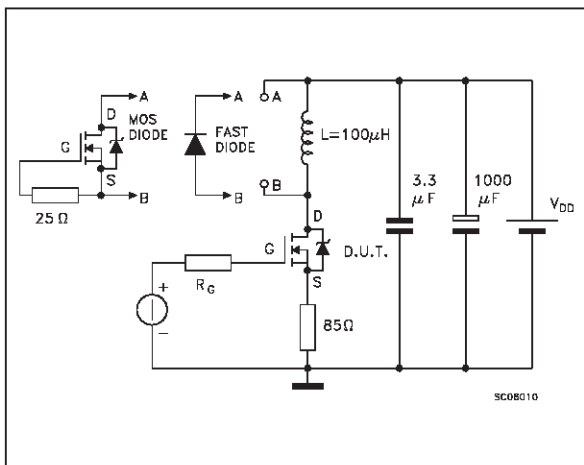 A
D
MOS
DIODE
G
S
B
25 Ω
A
FAST
DIODE
B
A
B
L=100μH
D
G
D.U.T.
S
RG
+
−
85Ω
3.3
μF
1000
μF
VDD
SC08010